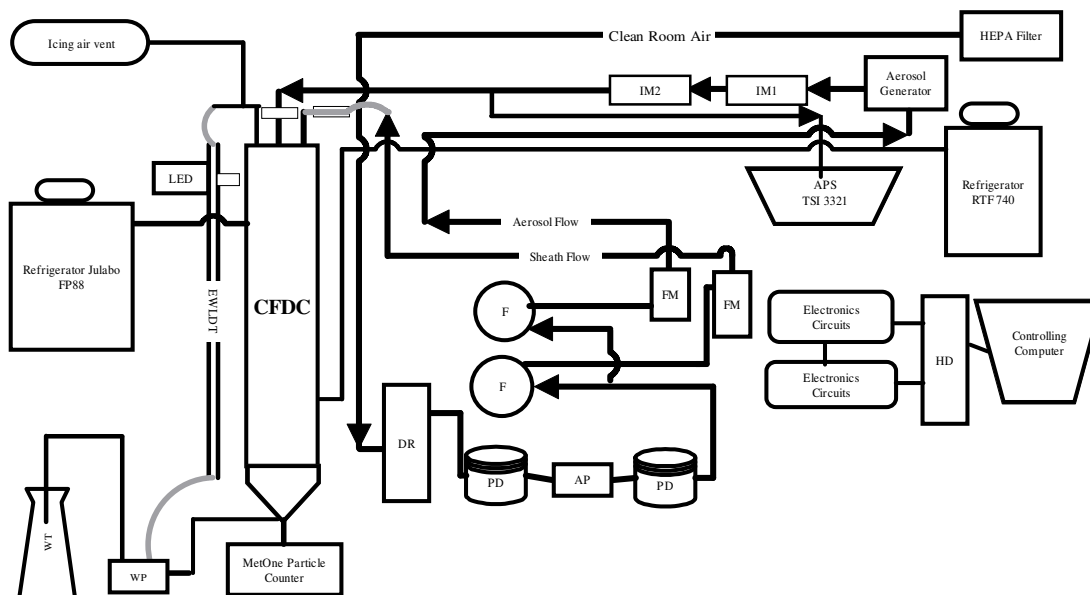 Icing air vent
Clean Room Air
HEPA Filter
IM2
IM1
Aerosol
Generator
LED
APS
TSI 3321
Refrigerator
RTF 740
Refrigerator Julabo
FP88
Aerosol Flow
Sheath Flow
EWLDT
CFDC
F
FM
FM
F
Electronics
Circuits
Electronics
Circuits
HD
Controlling
Computer
DR
PD
AP
PD
WT
WP
MetOne Particle
Counter